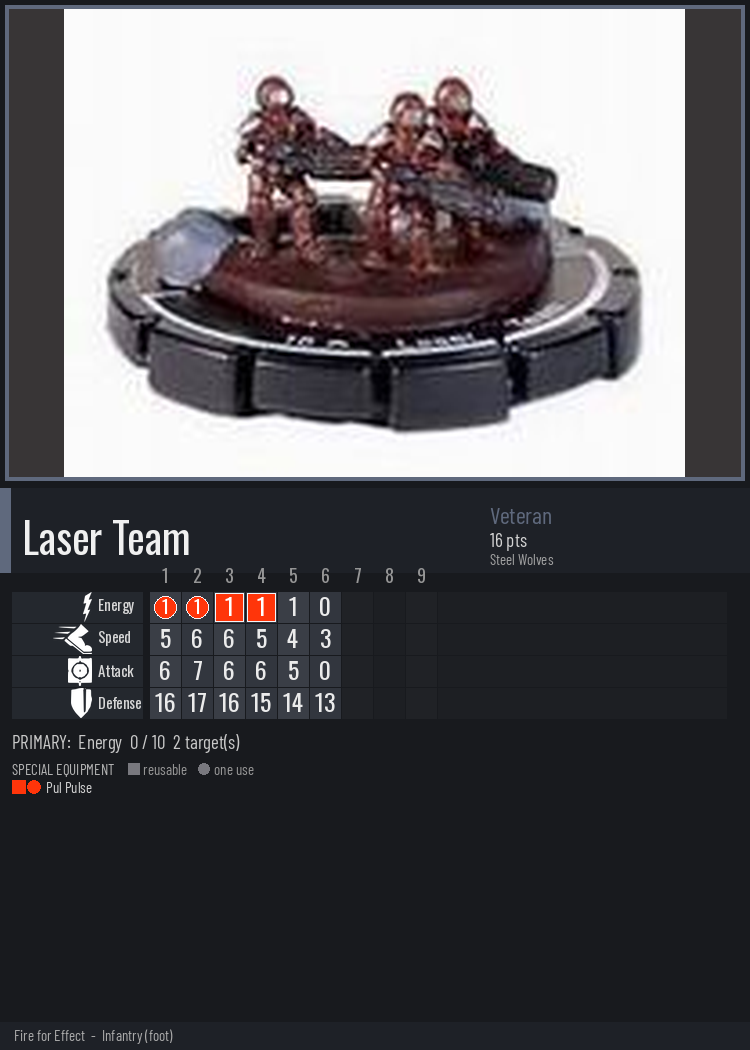 Laser Team
Veteran
16 pts
Steel Wolves
1 2 3 4 5 6 7 8 9
Energy 1 1 1 1 1 0
Speed 5 6 6 5 4 3
Attack 6 7 6 6 5 0
Defense 16 17 16 15 14 13
PRIMARY: Energy 0 / 10 2 target(s)
SPECIAL EQUIPMENT reusable one use
Pul Pulse
Fire for Effect - Infantry (foot)